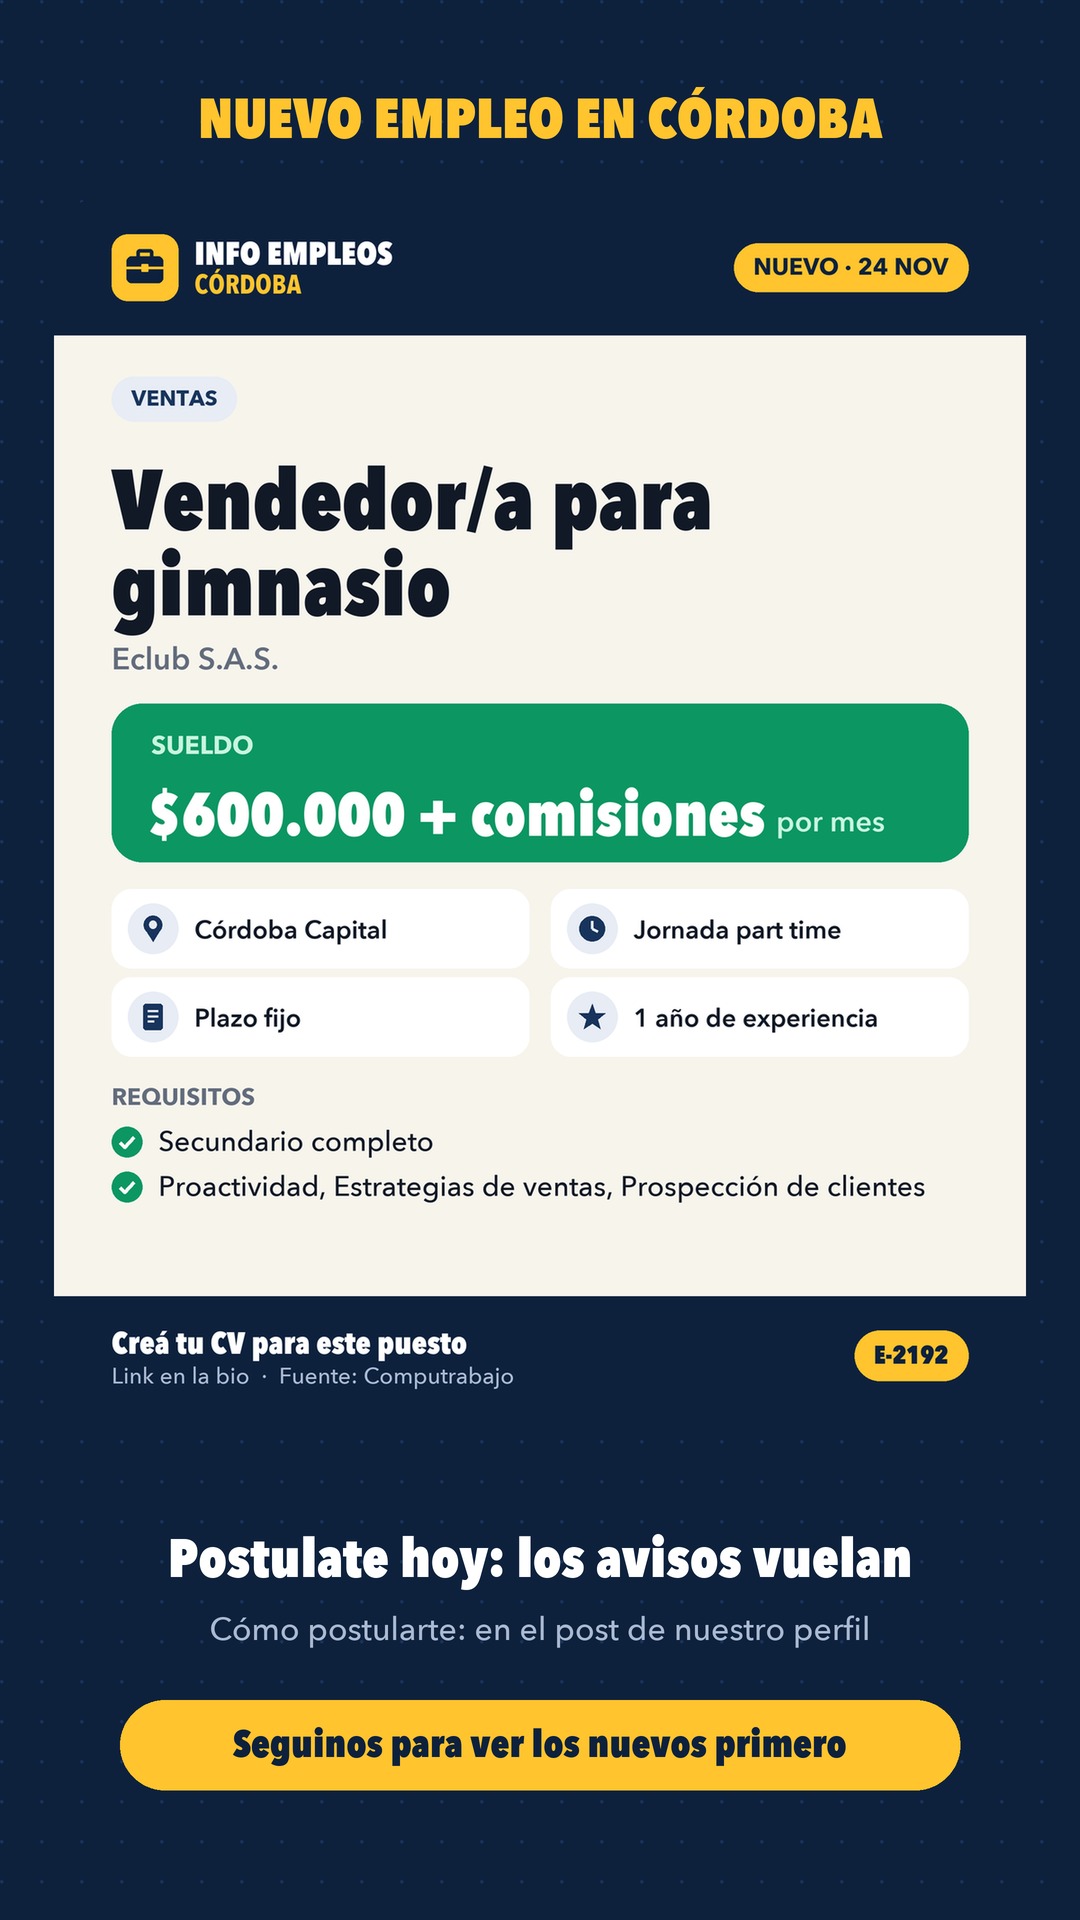 NUEVO EMPLEO EN CÓRDOBA
INFO EMPLEOS
CÓRDOBA
NUEVO · 24 NOV
VENTAS
Vendedor/a para
gimnasio
Eclub S.A.S.
SUELDO
$600.000 + comisiones por mes
Córdoba Capital
Jornada part time
Plazo fijo
1 año de experiencia
REQUISITOS
Secundario completo
Proactividad, Estrategias de ventas, Prospección de clientes
Creá tu CV para este puesto
Link en la bio · Fuente: Computrabajo
E-2192
Postulate hoy: los avisos vuelan
Cómo postularte: en el post de nuestro perfil
Seguinos para ver los nuevos primero